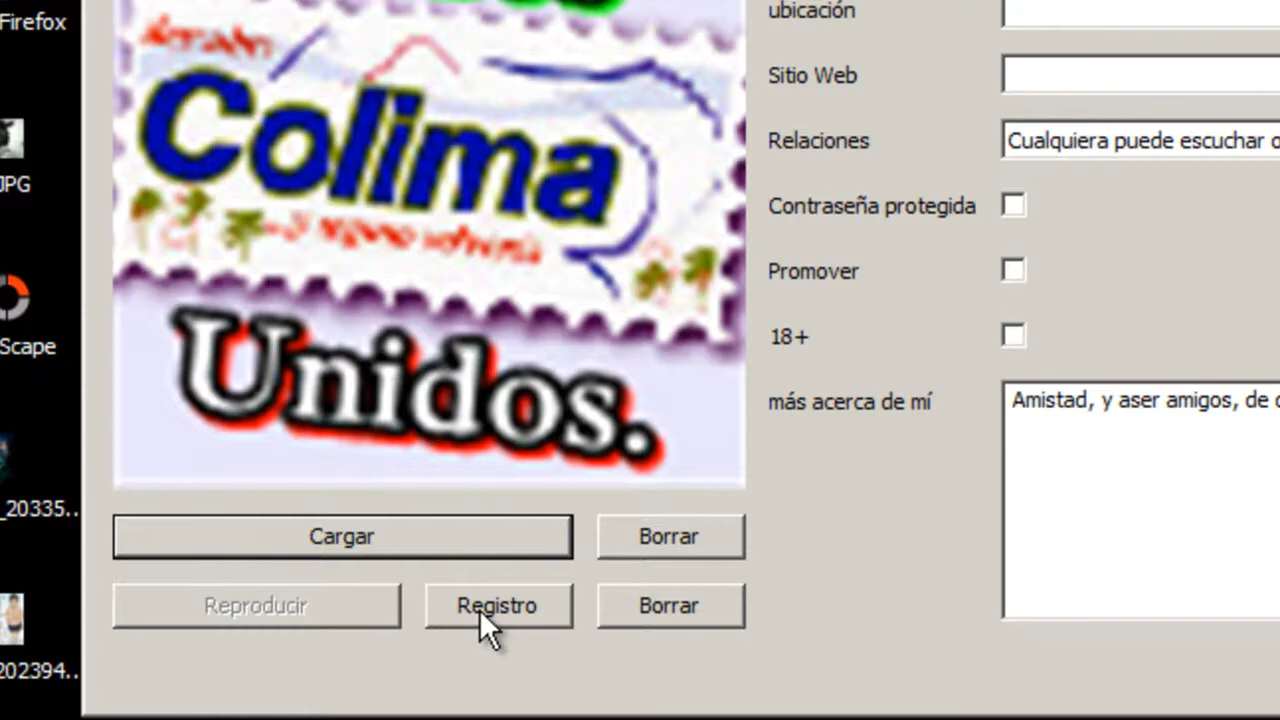 Firefox
ubicación
Sitio Web
JPG
Colima
Relaciones
Cualquiera puede escuchar
Contraseña protegida
Promover
Scape
18+
Unidos.
más acerca de mí
Amistad, y aser amigos, de
_20335..
Cargar
Borrar
Reproducir
Registro
Borrar
202394..